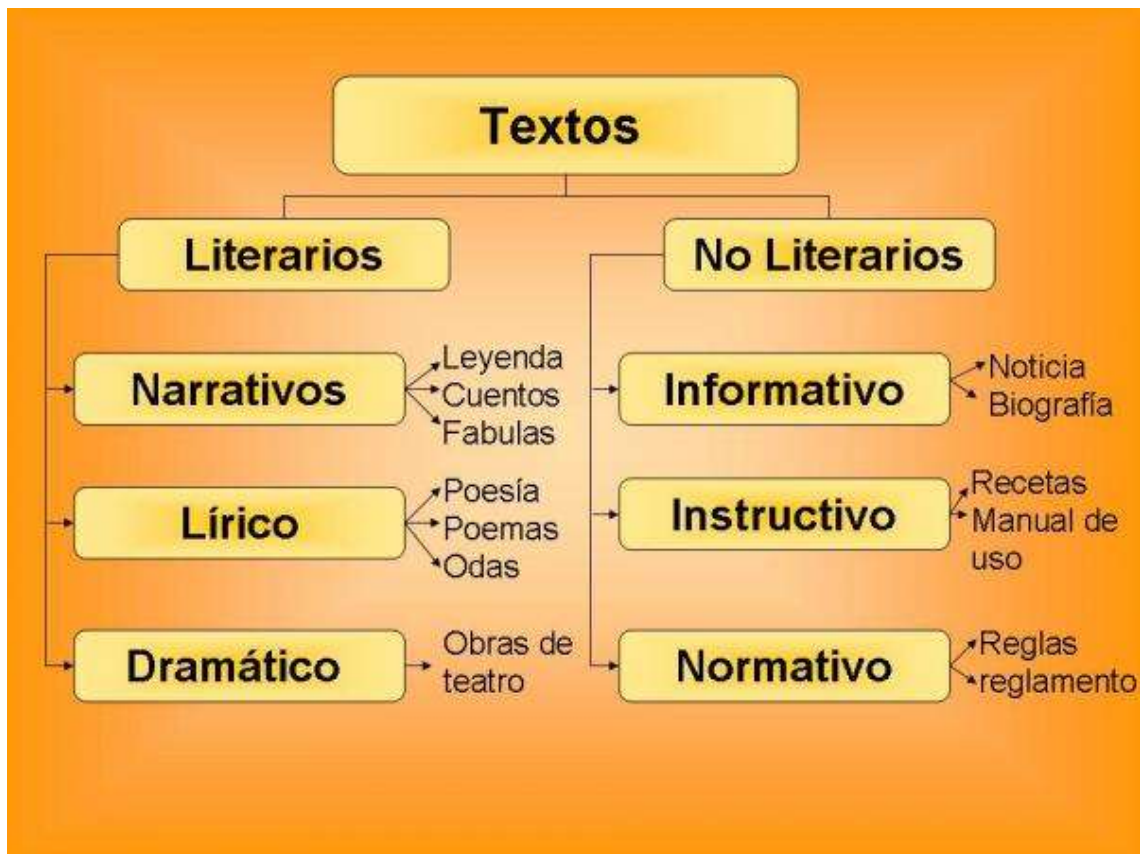 Textos
Literarios
No Literarios
Narrativos
Leyenda
Cuentos
Fabulas
Informativo
Noticia
Biografía
Lírico
Poesía
Poemas
Odas
Instructivo
Recetas
Manual de
uso
Dramático
Obras de
teatro
Normativo
Reglas
reglamento